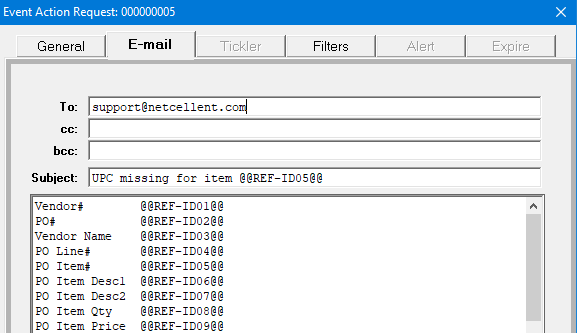 Event Action Request: 000000005
General E-mail Tickler Filters Alert Expire
To: support@netcellent.com
cc:
bcc:
Subject: UPC missing for item @@REF-ID05@@
Vendor# @@REF-ID01@@
PO# @@REF-ID02@@
Vendor Name @@REF-ID03@@
PO Line# @@REF-ID04@@
PO Item# @@REF-ID05@@
PO Item Desc1 @@REF-ID06@@
PO Item Desc2 @@REF-ID07@@
PO Item Qty @@REF-ID08@@
PO Item Price @@REF-ID09@@